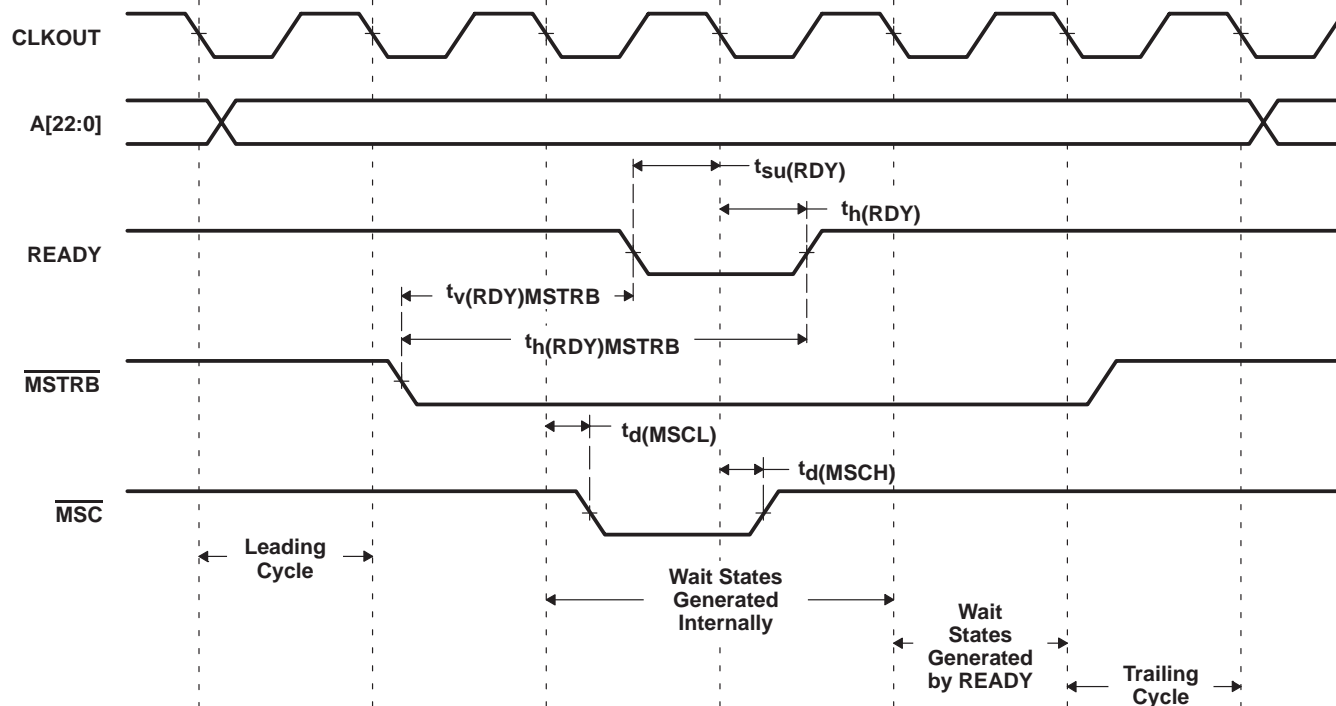 CLKOUT
A[22:0]
tsu(RDY)
th(RDY)
READY
tv(RDY)MSTRB
th(RDY)MSTRB
MSTRB
td(MSCL)
td(MSCH)
MSC
Leading
Cycle
Wait States
Generated
Internally
Wait
States
Generated
by READY
Trailing
Cycle